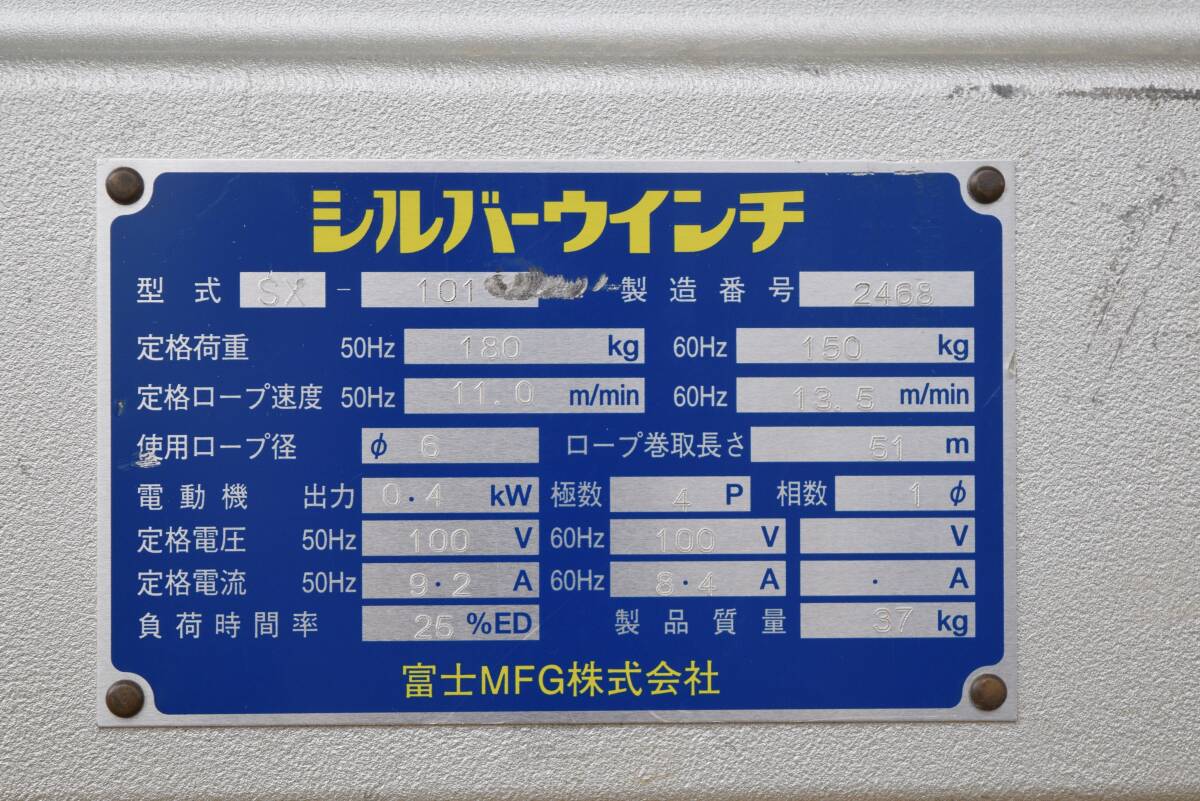 シルバーウインチ
型式 SX - 101 製造番号 2468
定格荷重 50Hz 180 kg 60Hz 150 kg
定格ロープ速度 50Hz 11.0 m/min 60Hz 13.5 m/min
使用ロープ径 φ 6 ロープ巻取長さ 51 m
電動機 出力 0.4 kW 極数 4 P 相数 1 φ
定格電圧 50Hz 100 V 60Hz 100 V V
定格電流 50Hz 9.2 A 60Hz 8.4 A . A
負荷時間率 25 %ED 製品質量 37 kg
富士MFG株式会社